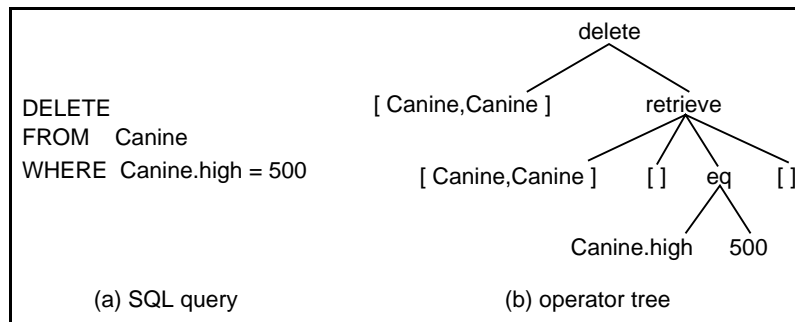 delete
[ Canine,Canine ] retrieve
DELETE
FROM Canine
WHERE Canine.high = 500
[ Canine,Canine ] [ ] eq [ ]
Canine.high 500
(a) SQL query (b) operator tree